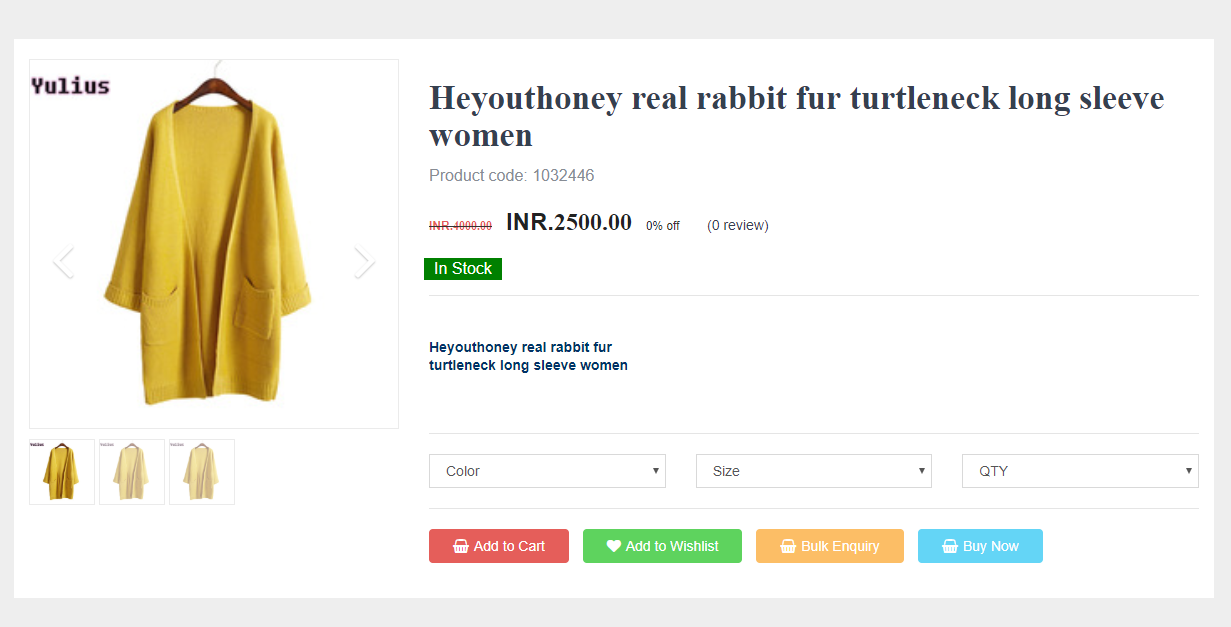 Yulius
Heyouthoney real rabbit fur turtleneck long sleeve
women
Product code: 1032446
INR.4000.00 INR.2500.00 0% off (0 review)
In Stock
Heyouthoney real rabbit fur
turtleneck long sleeve women
Color Size QTY
Add to Cart Add to Wishlist Bulk Enquiry Buy Now